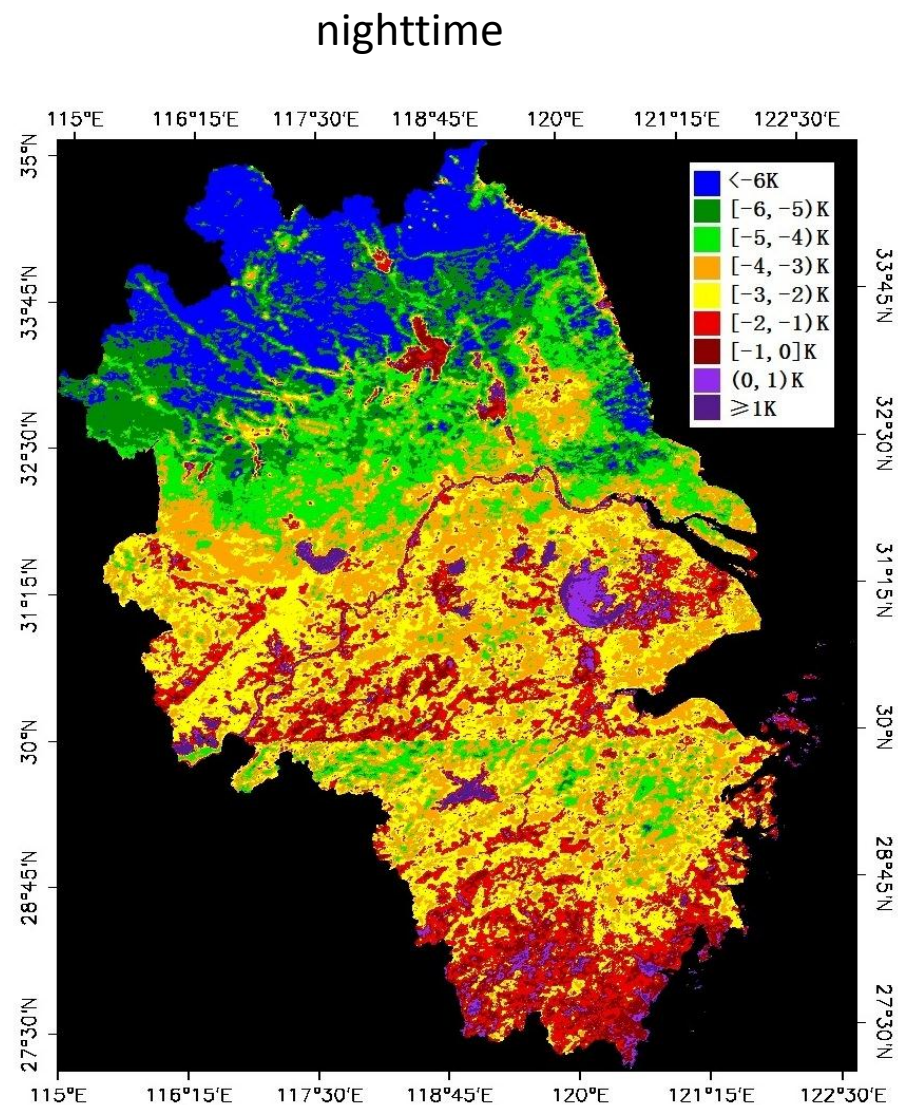 nighttime
115°E 116°15'E 117°30'E 118°45'E 120°E 121°15'E 122°30'E
35°N
33°45'N
32°30'N
31°15'N
30°N
28°45'N
27°30'N
<-6K
[-6, -5)K
[-5, -4)K
[-4, -3)K
[-3, -2)K
[-2, -1)K
[-1, 0]K
(0, 1)K
≥1K
33°45'N
32°30'N
31°15'N
30°N
28°45'N
27°30'N
115°E 116°15'E 117°30'E 118°45'E 120°E 121°15'E 122°30'E